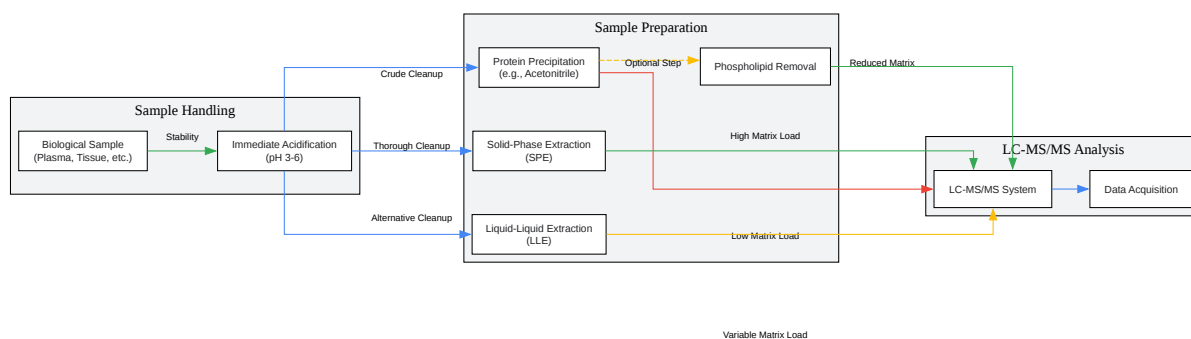 Sample Preparation
Protein Precipitation
(e.g., Acetonitrile)
Optional Step
Phospholipid Removal
Reduced Matrix
Crude Cleanup
Sample Handling
Biological Sample
(Plasma, Tissue, etc.)
Stability
Immediate Acidification
(pH 3-6)
Thorough Cleanup
Solid-Phase Extraction
(SPE)
High Matrix Load
LC-MS/MS Analysis
LC-MS/MS System
Data Acquisition
Alternative Cleanup
Liquid-Liquid Extraction
(LLE)
Low Matrix Load
Variable Matrix Load